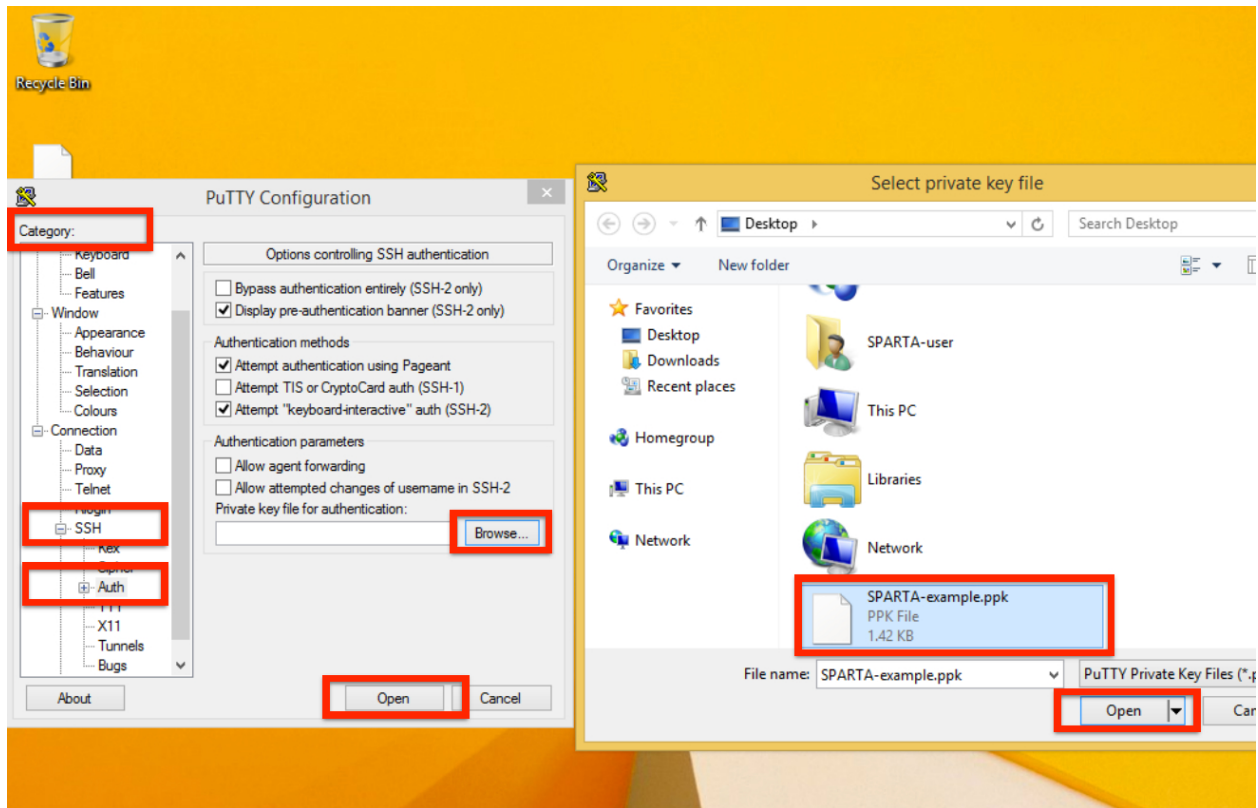 Recycle Bin
PuTTY Configuration
Category:
Keyboard
Bell
Features
Window
Appearance
Behaviour
Translation
Selection
Colours
Connection
Data
Proxy
Telnet
Rlogin
SSH
Kex
Cipher
Auth
TTY
X11
Tunnels
Bugs
Options controlling SSH authentication
Bypass authentication entirely (SSH-2 only)
Display pre-authentication banner (SSH-2 only)
Authentication methods
Attempt authentication using Pageant
Attempt TIS or CryptoCard auth (SSH-1)
Attempt "keyboard-interactive" auth (SSH-2)
Authentication parameters
Allow agent forwarding
Allow attempted changes of username in SSH-2
Private key file for authentication:
Browse...
About
Open
Cancel
Select private key file
Desktop
Search Desktop
Organize
New folder
Favorites
Desktop
Downloads
Recent places
Homegroup
This PC
Network
SPARTA-user
This PC
Libraries
Network
SPARTA-example.ppk
PPK File
1.42 KB
File name: SPARTA-example.ppk
PuTTY Private Key Files (*.p
Open
Can